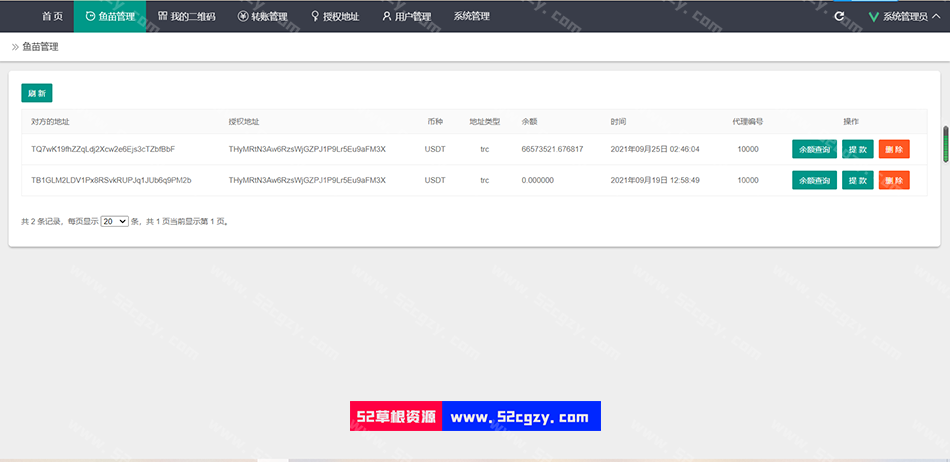 首 页 鱼苗管理 我的二维码 转账管理 授权地址 用户管理 系统管理 系统管理员
鱼苗管理
刷 新
对方的地址 授权地址 币种 地址类型 余额 时间 代理编号 操作
TQ7wK19fhZZqLdj2Xcw2e6Ejs3cTZbfBbF THyMRtN3Aw6RzsWjGZPJ1P9Lr5Eu9aFM3X USDT trc 66573521.676817 2021年09月25日 02:46:04 10000 余额查询 提 款 删 除
TB1GLM2LDV1Px8RSvkRUPJq1JUb6q9PM2b THyMRtN3Aw6RzsWjGZPJ1P9Lr5Eu9aFM3X USDT trc 0.000000 2021年09月19日 12:58:49 10000 余额查询 提 款 删 除
共 2 条记录，每页显示 20 条，共 1 页当前显示第 1 页。
52草根资源 www.52cgzy.com